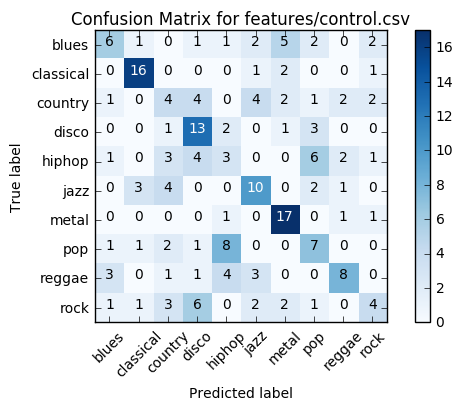 Confusion Matrix for features/control.csv
True label
blues 6 1 0 1 1 2 5 2 0 2
classical 0 16 0 0 0 1 2 0 0 1
country 1 0 4 4 0 4 2 1 2 2
disco 0 0 1 13 2 0 1 3 0 0
hiphop 1 0 3 4 3 0 0 6 2 1
jazz 0 3 4 0 0 10 0 2 1 0
metal 0 0 0 0 1 0 17 0 1 1
pop 1 1 2 1 8 0 0 7 0 0
reggae 3 0 1 1 4 3 0 0 8 0
rock 1 1 3 6 0 2 2 1 0 4
blues classical country disco hiphop jazz metal pop reggae rock
Predicted label
16
14
12
10
8
6
4
2
0